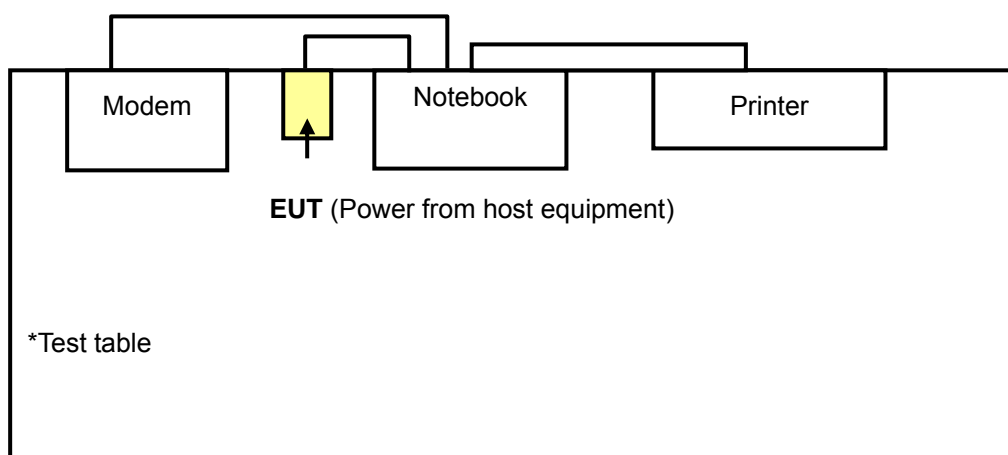 Modem
Notebook
Printer
EUT (Power from host equipment)
*Test table